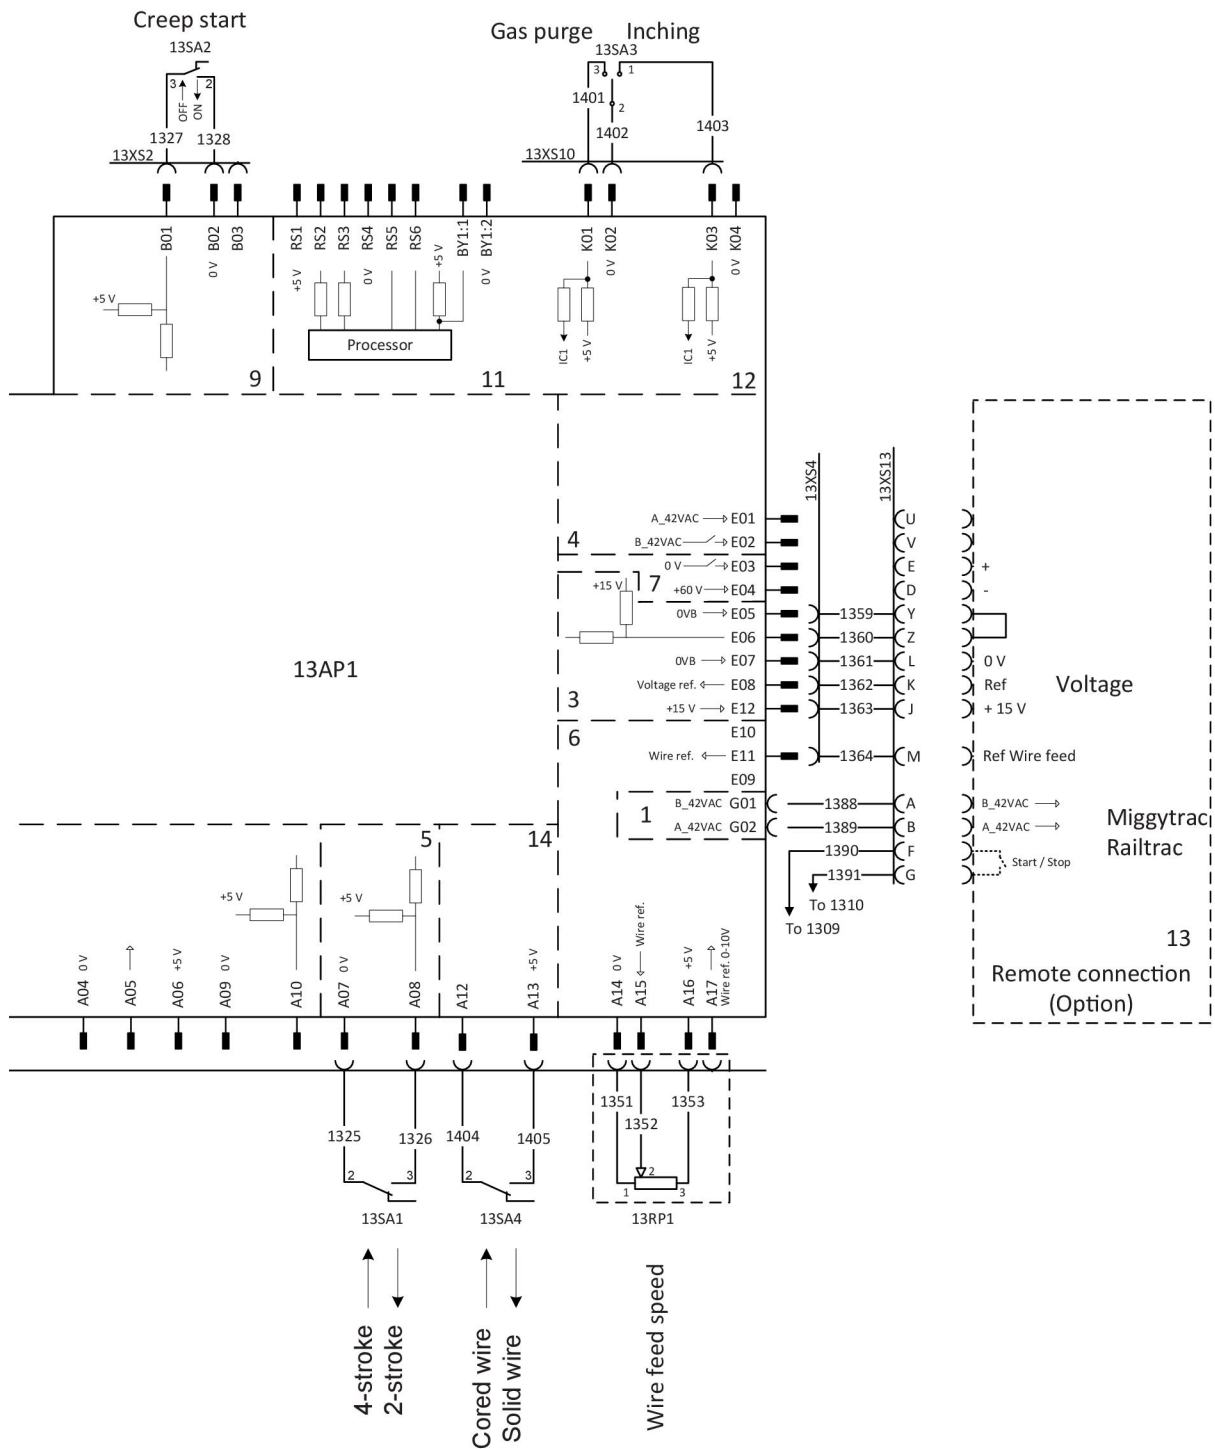 Creep start
13SA2
3
2
OFF
ON
1327
1328
13XS2
Gas purge
Inching
13SA3
3
1
2
1401
1402
1403
13XS10
B01
B02
B03
0 V
+5 V
9
RS1
RS2
RS3
RS4
RS5
RS6
BY1:1
BY1:2
+5 V
0 V
+5 V
0 V
Processor
11
K01
K02
K03
K04
0 V
0 V
IC1
+5 V
IC1
+5 V
12
13AP1
13XS4
13XS13
A_42VAC E01
U
B_42VAC E02
V
4
0 V E03
E +
7
+60 V E04
D -
+15 V
0VB E05 1359 Y
E06 1360 Z
0VB E07 1361 L 0 V
Voltage ref. E08 1362 K Ref
Voltage
3
+15 V E12 1363 J + 15 V
6
E10
Wire ref. E11 1364 M Ref Wire feed
E09
1
B_42VAC G01 1388 A B_42VAC
A_42VAC G02 1389 B A_42VAC
Miggytrac
Railtrac
1390 F
1391 G
Start / Stop
To 1310
To 1309
13
Remote connection
(Option)
5
14
+5 V
+5 V
A04 0 V
A05
A06 +5 V
A09 0 V
A10
A07 0 V
A08
A12
A13 +5 V
A14 0 V
A15 Wire ref.
A16 +5 V
A17
Wire ref. 0-10V
1325
1326
1404
1405
1351
1352
1353
2
3
2
3
1
2
3
13SA1
13SA4
13RP1
4-stroke
2-stroke
Cored wire
Solid wire
Wire feed speed